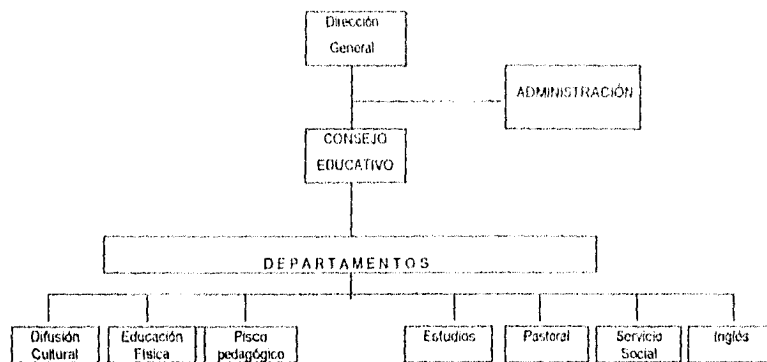 Dirección
General
ADMINISTRACIÓN
CONSEJO
EDUCATIVO
DEPARTAMENTOS
Difusión
Cultural
Educación
Física
Pisco
pedagógico
Estudios
Pastoral
Servicio
Social
Inglés